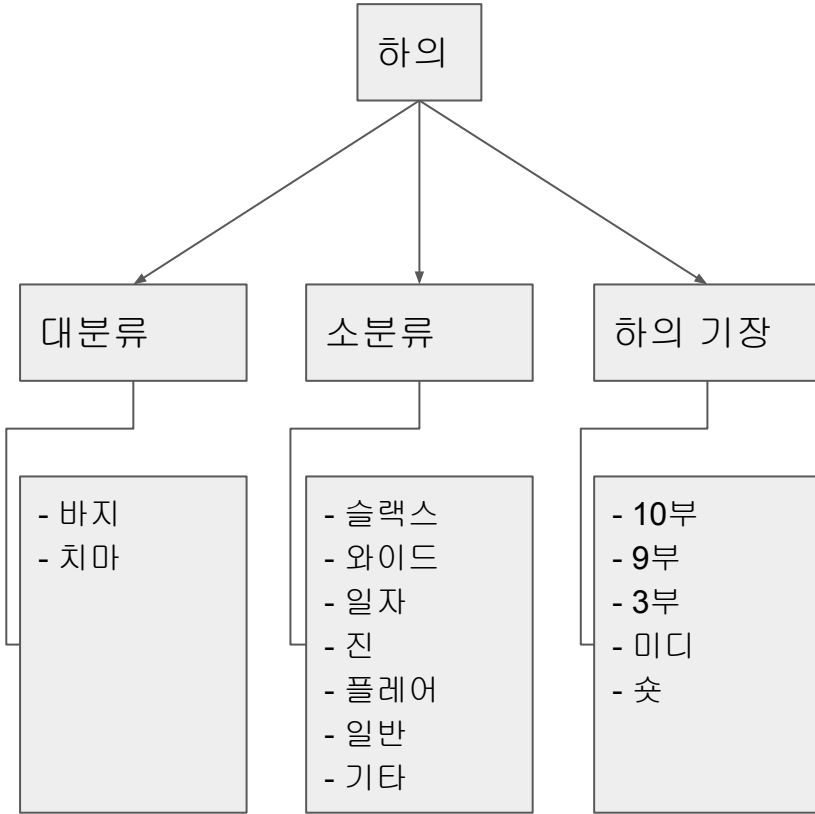 하의
대분류
소분류
하의 기장
- 바지
- 치마
- 슬랙스
- 와이드
- 일자
- 진
- 플레어
- 일반
- 기타
- 10부
- 9부
- 3부
- 미디
- 숏